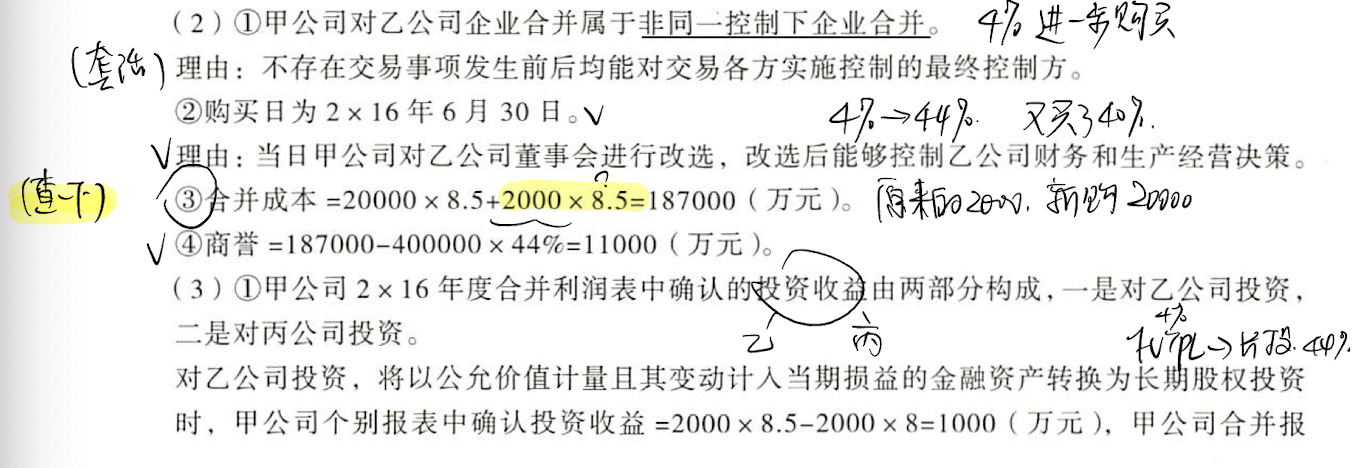 （2）①甲公司对乙公司企业合并属于非同一控制下企业合并。 4% 进一步购买
（套话）理由：不存在交易事项发生前后均能对交易各方实施控制的最终控制方。
②购买日为 2×16 年 6 月 30 日。√ 4%→44%. 又买了40%.
√理由：当日甲公司对乙公司董事会进行改选，改选后能够控制乙公司财务和生产经营决策。
（查一下）③合并成本 =20000×8.5+2000×8.5=187000（万元）。 原来的2000，新购20000
?
√④商誉 =187000-400000×44%=11000（万元）。
（3）①甲公司 2×16 年度合并利润表中确认的投资收益由两部分构成，一是对乙公司投资，
二是对丙公司投资。 乙 丙
4%
FVTPL→长投.44%.
对乙公司投资，将以公允价值计量且其变动计入当期损益的金融资产转换为长期股权投资
时，甲公司个别报表中确认投资收益 =2000×8.5-2000×8=1000（万元），甲公司合并报